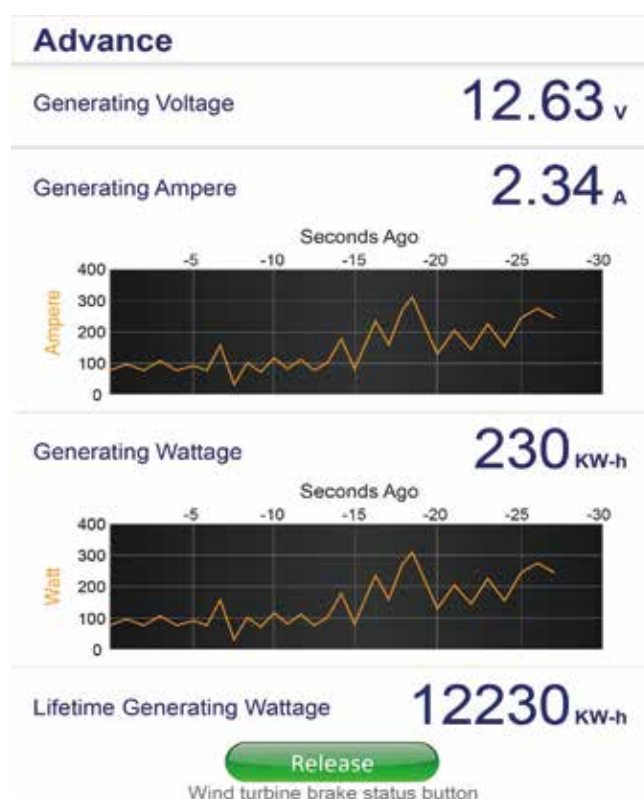 Advance
Generating Voltage 12.63 V
Generating Ampere 2.34 A
Seconds Ago
-5 -10 -15 -20 -25 -30
400
300
Ampere
200
100
0
Generating Wattage 230 KW-h
Seconds Ago
-5 -10 -15 -20 -25 -30
400
300
Watt
200
100
0
Lifetime Generating Wattage 12230 KW-h
Release
Wind turbine brake status button